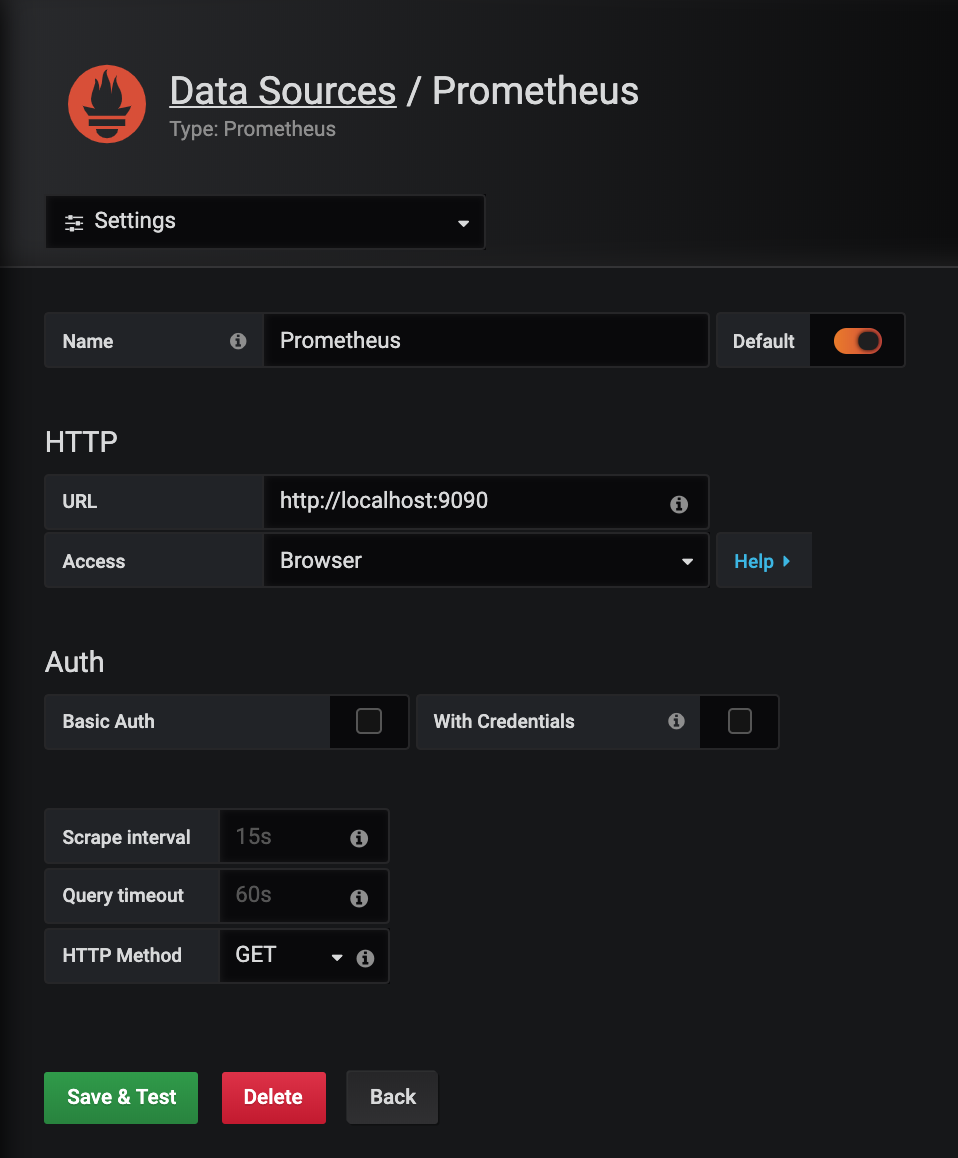 Data Sources / Prometheus
Type: Prometheus
Settings
Name Prometheus Default
HTTP
URL http://localhost:9090
Access Browser Help
Auth
Basic Auth With Credentials
Scrape interval 15s
Query timeout 60s
HTTP Method GET
Save & Test Delete Back